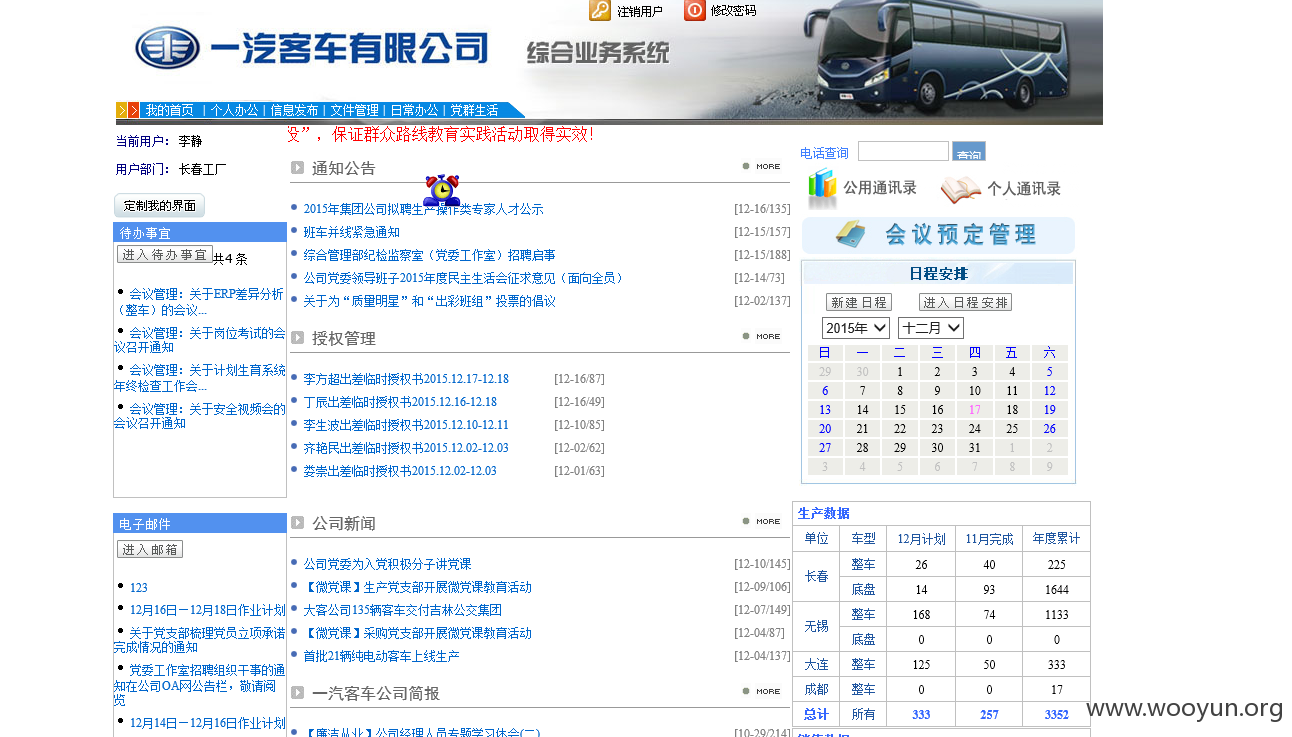 注销用户 修改密码
一汽客车有限公司 综合业务系统
我的首页 | 个人办公 | 信息发布 | 文件管理 | 日常办公 | 党群生活
当前用户: 李静
用户部门: 长春工厂
定制我的界面
待办事宜
进入待办事宜 共4 条
会议管理：关于ERP差异分析
（整车）的会议...
会议管理：关于岗位考试的会
议召开通知
会议管理：关于计划生育系统
年终检查工作会...
会议管理：关于安全视频会的
会议召开通知
电子邮件
进入邮箱
123
12月16日－12月18日作业计划
关于党支部梳理党员立项承诺
完成情况的通知
党委工作室招聘组织干事的通
知在公司OA网公告栏，敬请阅
览
12月14日－12月16日作业计划
设”，保证群众路线教育实践活动取得实效！
通知公告 MORE
2015年集团公司拟聘生产操作类专家人才公示 [12-16/135]
班车并线紧急通知 [12-15/157]
综合管理部纪检监察室（党委工作室）招聘启事 [12-15/188]
公司党委领导班子2015年度民主生活会征求意见（面向全员） [12-14/73]
关于为“质量明星”和“出彩班组”投票的倡议 [12-02/137]
授权管理 MORE
李方超出差临时授权书2015.12.17-12.18 [12-16/87]
丁辰出差临时授权书2015.12.16-12.18 [12-16/49]
李生波出差临时授权书2015.12.10-12.11 [12-10/85]
齐艳民出差临时授权书2015.12.02-12.03 [12-02/62]
娄崇出差临时授权书2015.12.02-12.03 [12-01/63]
公司新闻 MORE
公司党委为入党积极分子讲党课 [12-10/145]
【微党课】生产党支部开展微党课教育活动 [12-09/106]
大客公司135辆客车交付吉林公交集团 [12-07/149]
【微党课】采购党支部开展微党课教育活动 [12-04/87]
首批21辆纯电动客车上线生产 [12-04/137]
一汽客车公司简报 MORE
【廉洁从业】公司经理人员专题学习休会(二) [10-29/214]
电话查询 查询
公用通讯录 个人通讯录
会议预定管理
日程安排
新建日程 进入日程安排
2015年 十二月
日 一 二 三 四 五 六
29 30 1 2 3 4 5
6 7 8 9 10 11 12
13 14 15 16 17 18 19
20 21 22 23 24 25 26
27 28 29 30 31 1 2
3 4 5 6 7 8 9
生产数据
单位 车型 12月计划 11月完成 年度累计
长春 整车 26 40 225
底盘 14 93 1644
无锡 整车 168 74 1133
底盘 0 0 0
大连 整车 125 50 333
成都 整车 0 0 17
总计 所有 333 257 3352
销售数据
www.wooyun.org